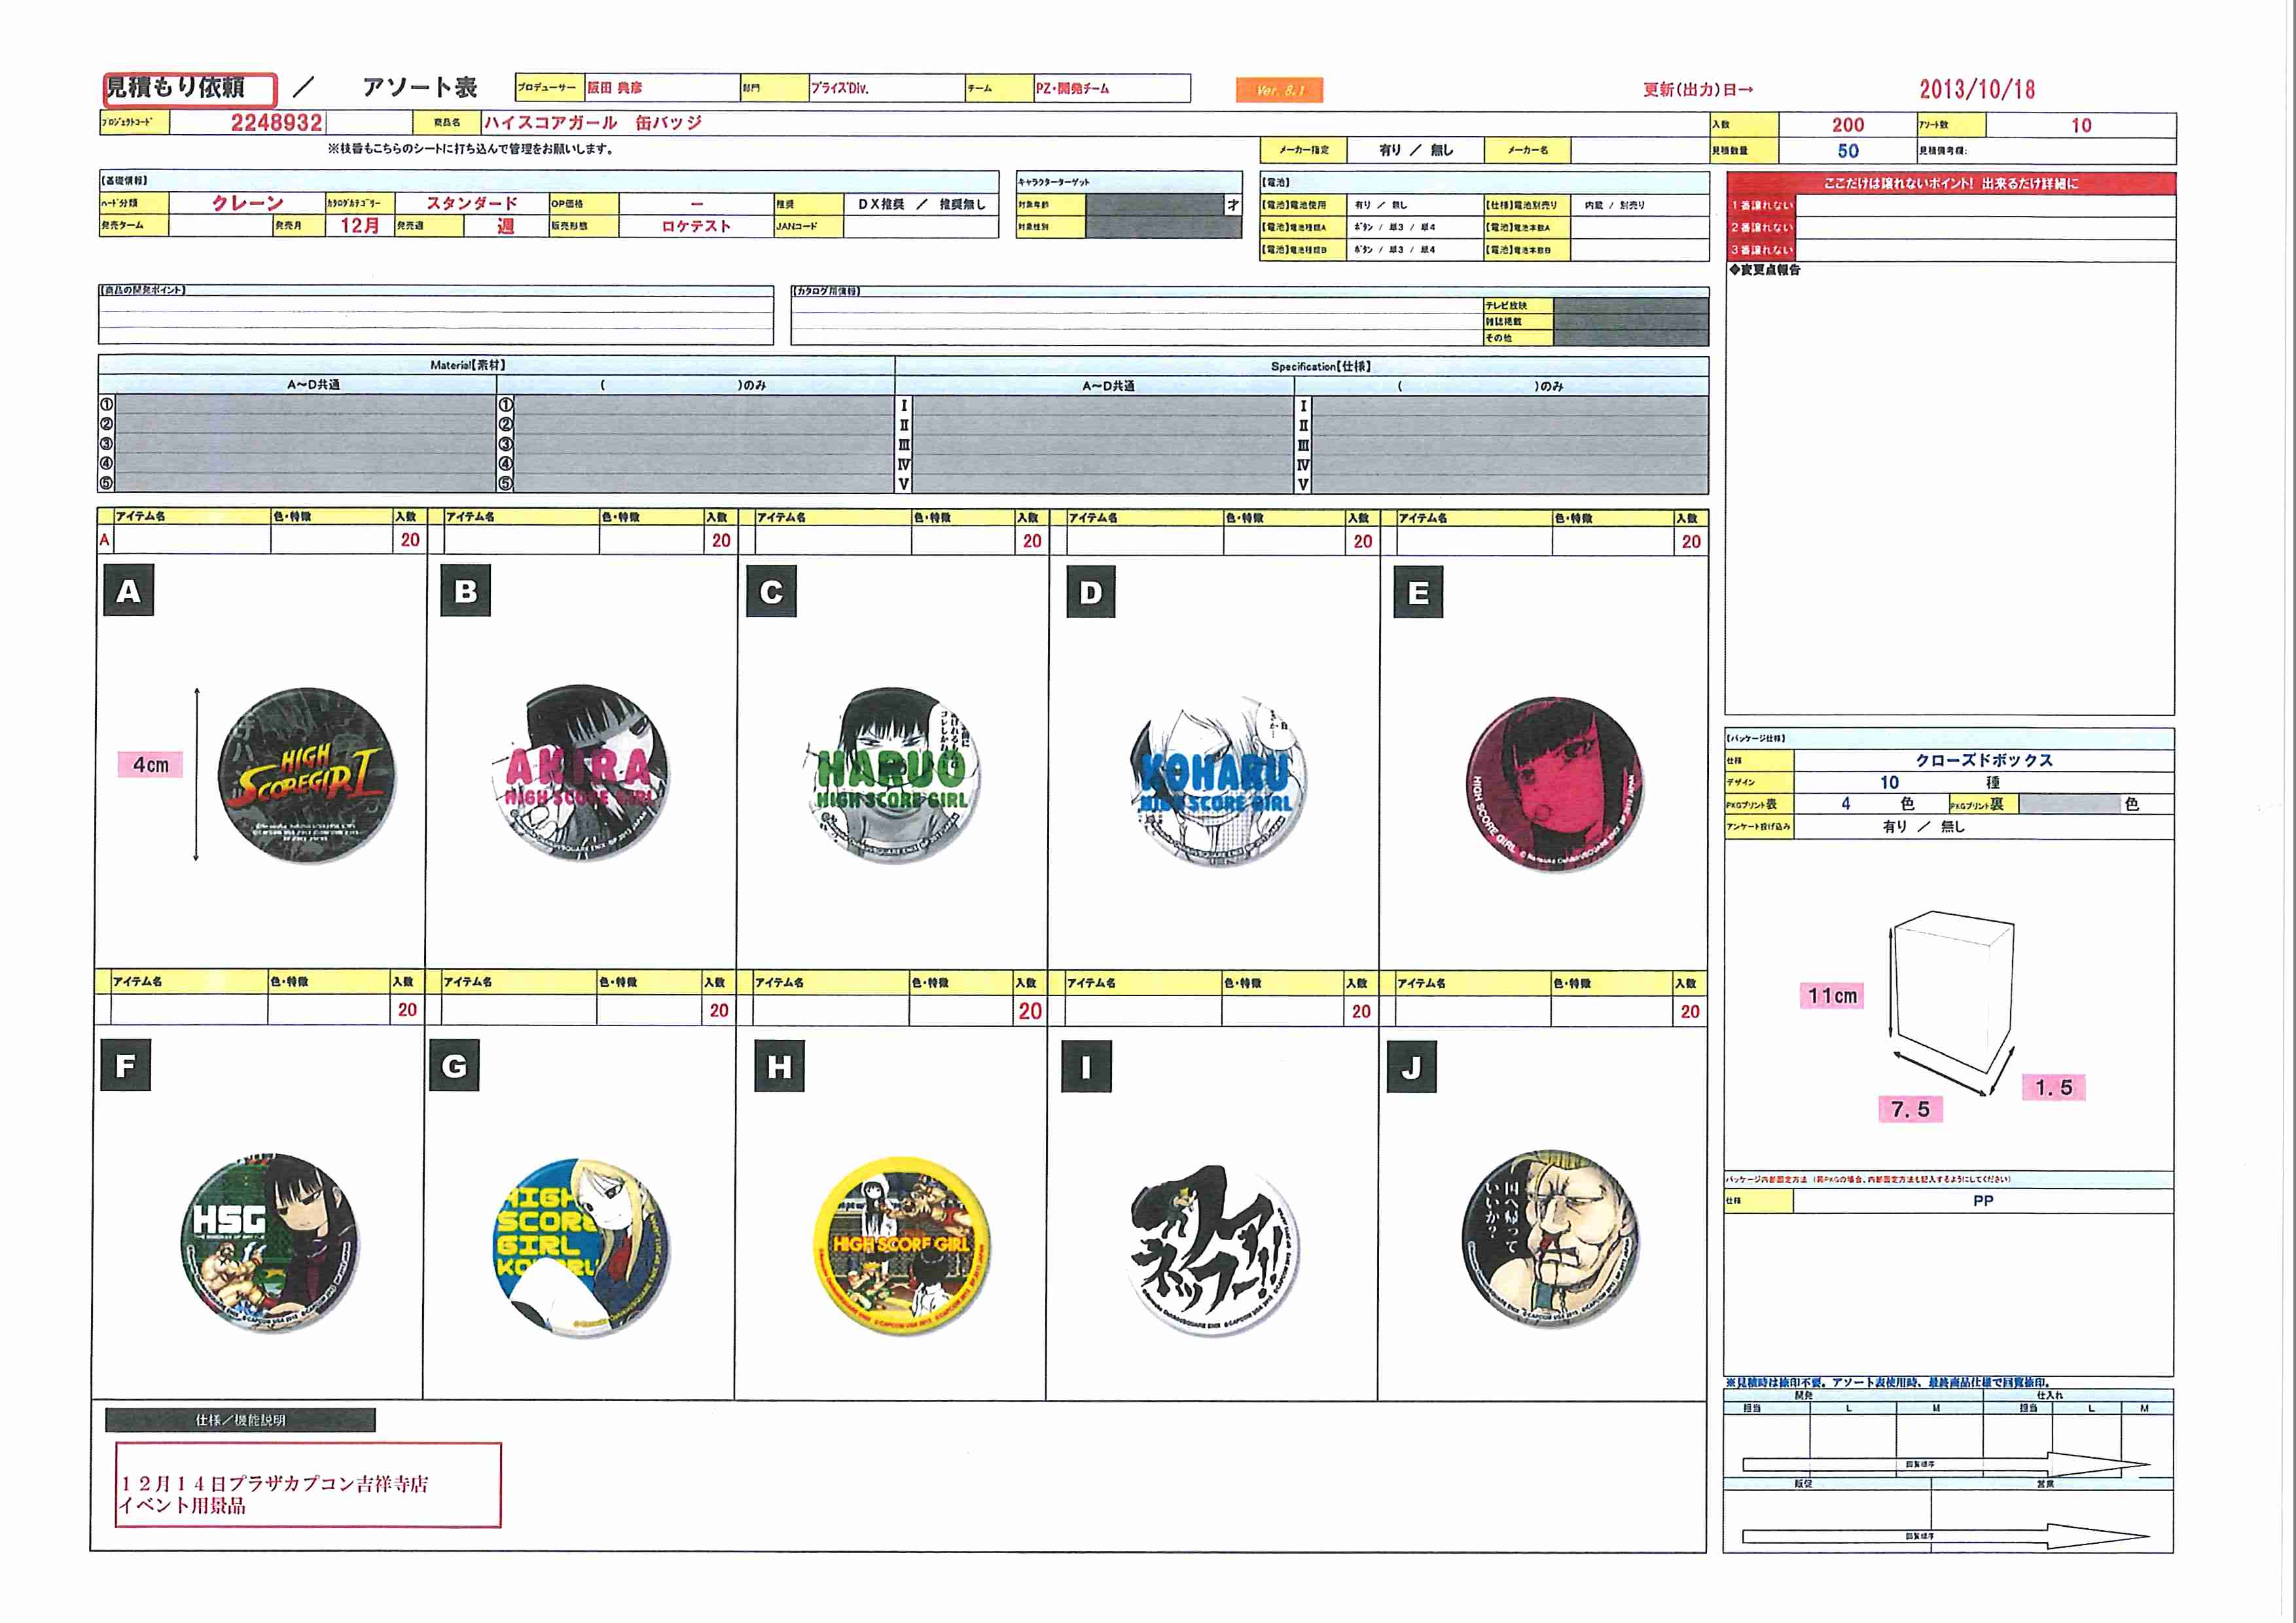 見積もり依頼 ／ アソート表 プロデューサー 阪田 典彦 部門 プライズDiv. チーム PZ・開発チーム Ver. 8.1 更新(出力)日→ 2013/10/18
プロジェクトコード 2248932 商品名 ハイスコアガール 缶バッジ 入数 200 アソート数 10
※枝番もこちらのシートに打ち込んで管理をお願いします。 メーカー指定 有り ／ 無し メーカー名 見積数量 50 見積備考欄:
【基礎情報】 キャラクターターゲット 【電池】 ここだけは譲れないポイント! 出来るだけ詳細に
ハード分類 クレーン カタログカテゴリー スタンダード OP価格 ー 推奨 DX推奨 ／ 推奨無し 対象年齢 才 【電池】電池使用 有り / 無し 【仕様】電池別売り 内蔵 / 別売り 1番譲れない
発売ターム 発売月 12月 発売週 週 販売形態 ロケテスト JANコード 対象性別 【電池】電池種類A ボタン / 単3 / 単4 【電池】電池本数A 2番譲れない
【電池】電池種類B ボタン / 単3 / 単4 【電池】電池本数B 3番譲れない
◆変更点報告
【商品の開発ポイント】 【カタログ用情報】
テレビ放映
雑誌掲載
その他
Material【素材】 Specification【仕様】
A〜D共通 ( )のみ A〜D共通 ( )のみ
① ① I I
② ② II II
③ ③ III III
④ ④ IV IV
⑤ ⑤ V V
アイテム名 色・特徴 入数 アイテム名 色・特徴 入数 アイテム名 色・特徴 入数 アイテム名 色・特徴 入数 アイテム名 色・特徴 入数
A 20 20 20 20 20
A B C D E
4cm
HIGH
SCOREGIRL
AKIRA
HIGH SCORE GIRL
HARUO
HIGH SCORE GIRL
KOHARU
HIGH SCORE GIRL
HIGH SCORE GIRL
アイテム名 色・特徴 入数 アイテム名 色・特徴 入数 アイテム名 色・特徴 入数 アイテム名 色・特徴 入数 アイテム名 色・特徴 入数
20 20 20 20 20
F G H I J
HSG
HIGH
SCORE
GIRL
HIGH SCORE GIRL
国へ帰って
いいか?
【パッケージ仕様】
仕様 クローズドボックス
デザイン 10 種
PKGプリント表 4 色 PKGプリント裏 色
アンケート投げ込み 有り ／ 無し
11cm
7.5
1.5
パッケージ内部固定方法 (箱PKGの場合、内部固定方法も記入するようにしてください)
仕様 PP
※見積時は捺印不要。アソート表使用時、最終商品仕様で回覧捺印。
開発 仕入れ
担当 L M 担当 L M
回覧順序
販促 営業
回覧順序
仕様／機能説明
12月14日プラザカプコン吉祥寺店
イベント用景品